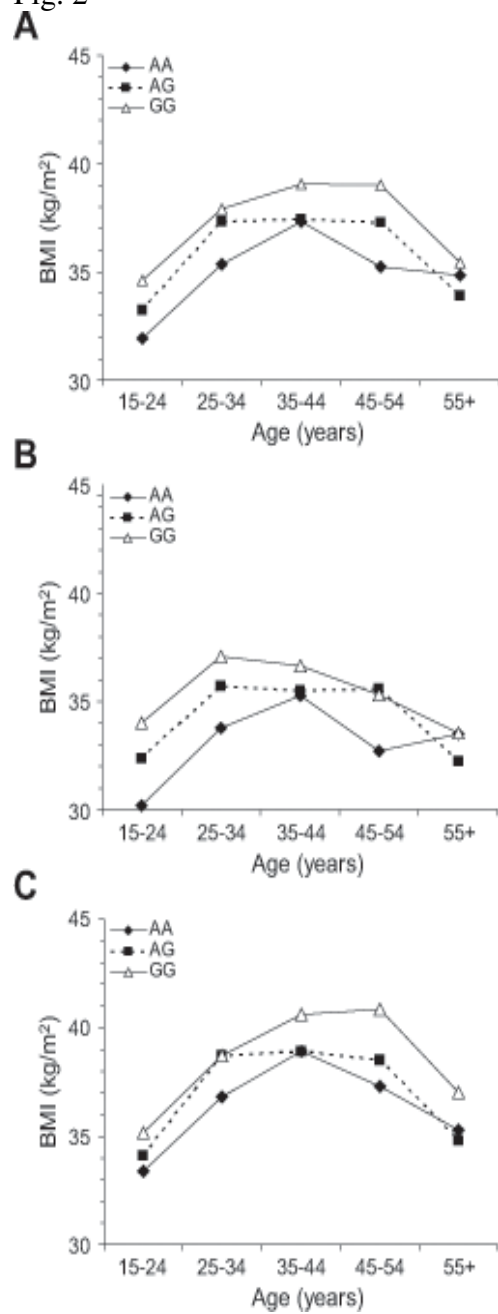 Fig. 2
A
45
AA
AG
GG
40
BMI (kg/m²)
35
30
15-24 25-34 35-44 45-54 55+
Age (years)
B
45
AA
AG
GG
40
BMI (kg/m²)
35
30
15-24 25-34 35-44 45-54 55+
Age (years)
C
45
AA
AG
GG
40
BMI (kg/m²)
35
30
15-24 25-34 35-44 45-54 55+
Age (years)